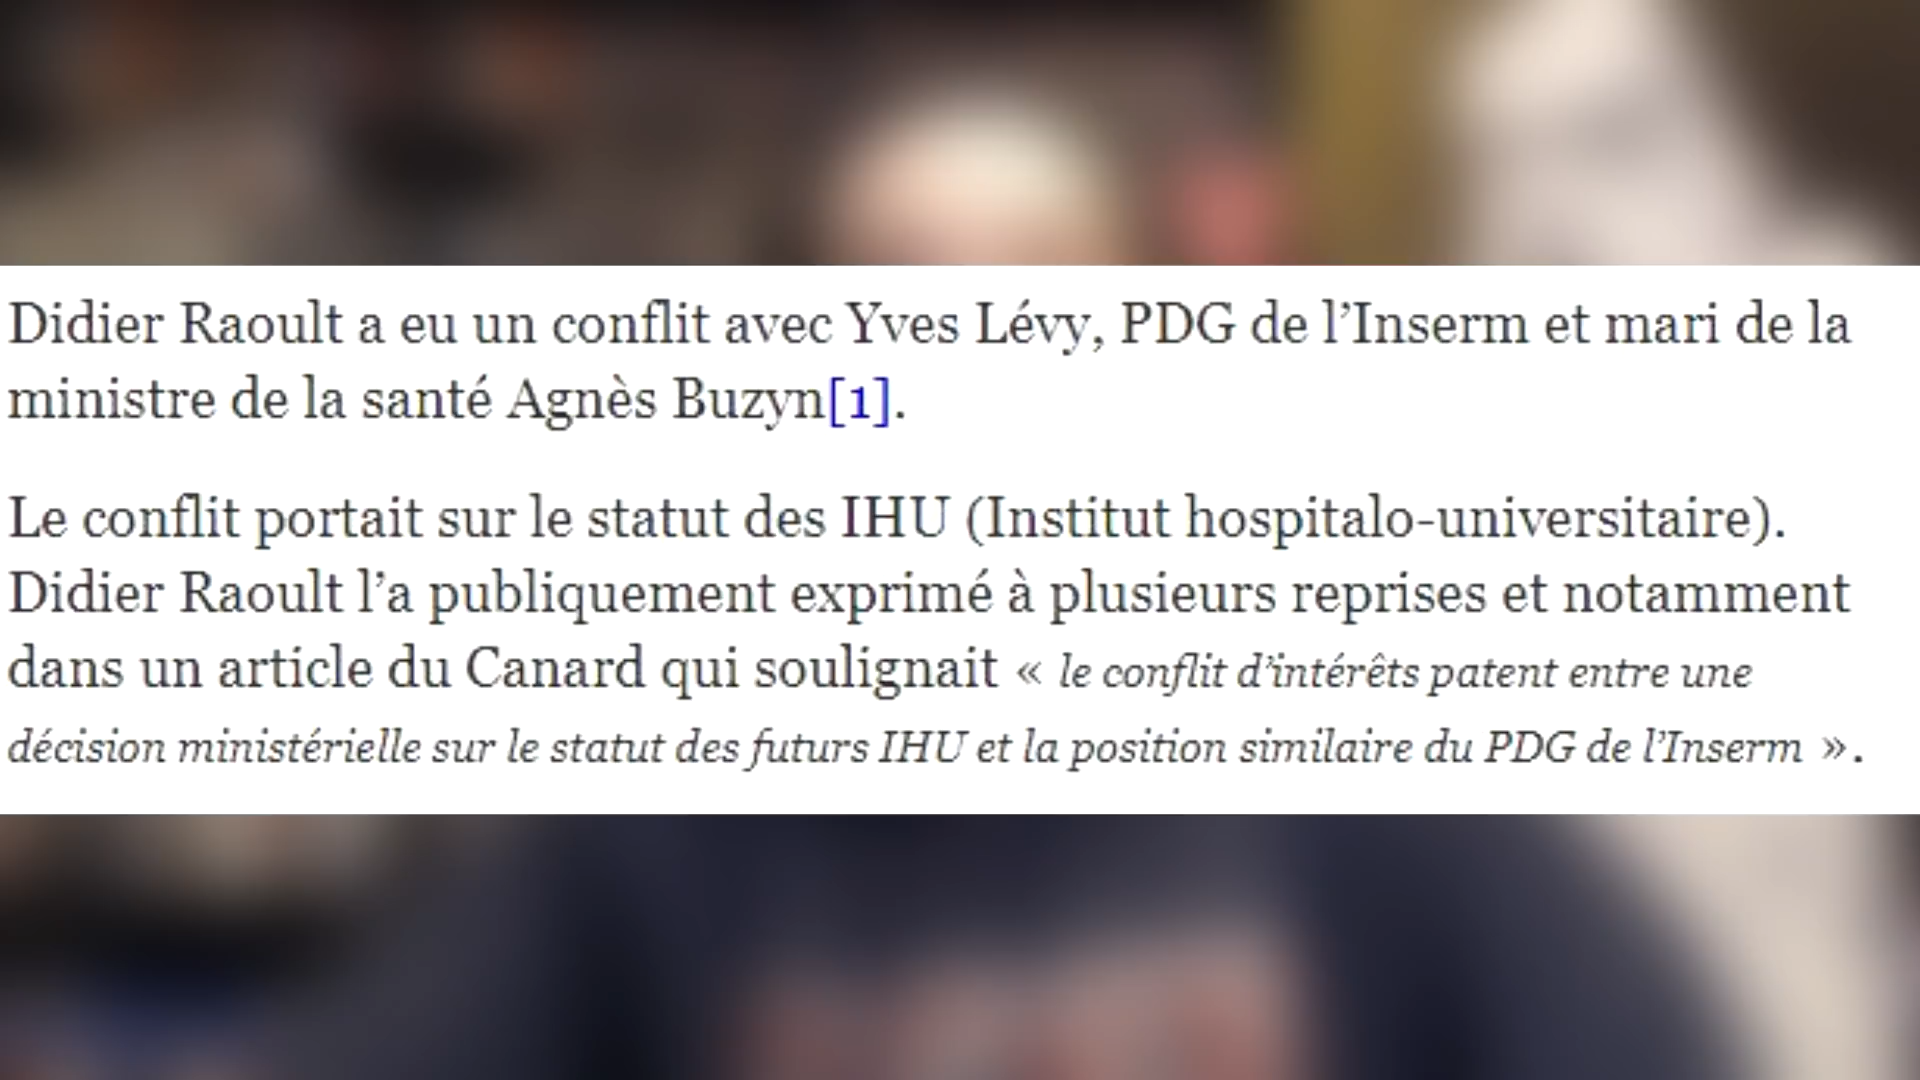 Didier Raoult a eu un conflit avec Yves Lévy, PDG de l’Inserm et mari de la
ministre de la santé Agnès Buzyn[1].
Le conflit portait sur le statut des IHU (Institut hospitalo-universitaire).
Didier Raoult l’a publiquement exprimé à plusieurs reprises et notamment
dans un article du Canard qui soulignait « le conflit d’intérêts patent entre une
décision ministérielle sur le statut des futurs IHU et la position similaire du PDG de l’Inserm ».